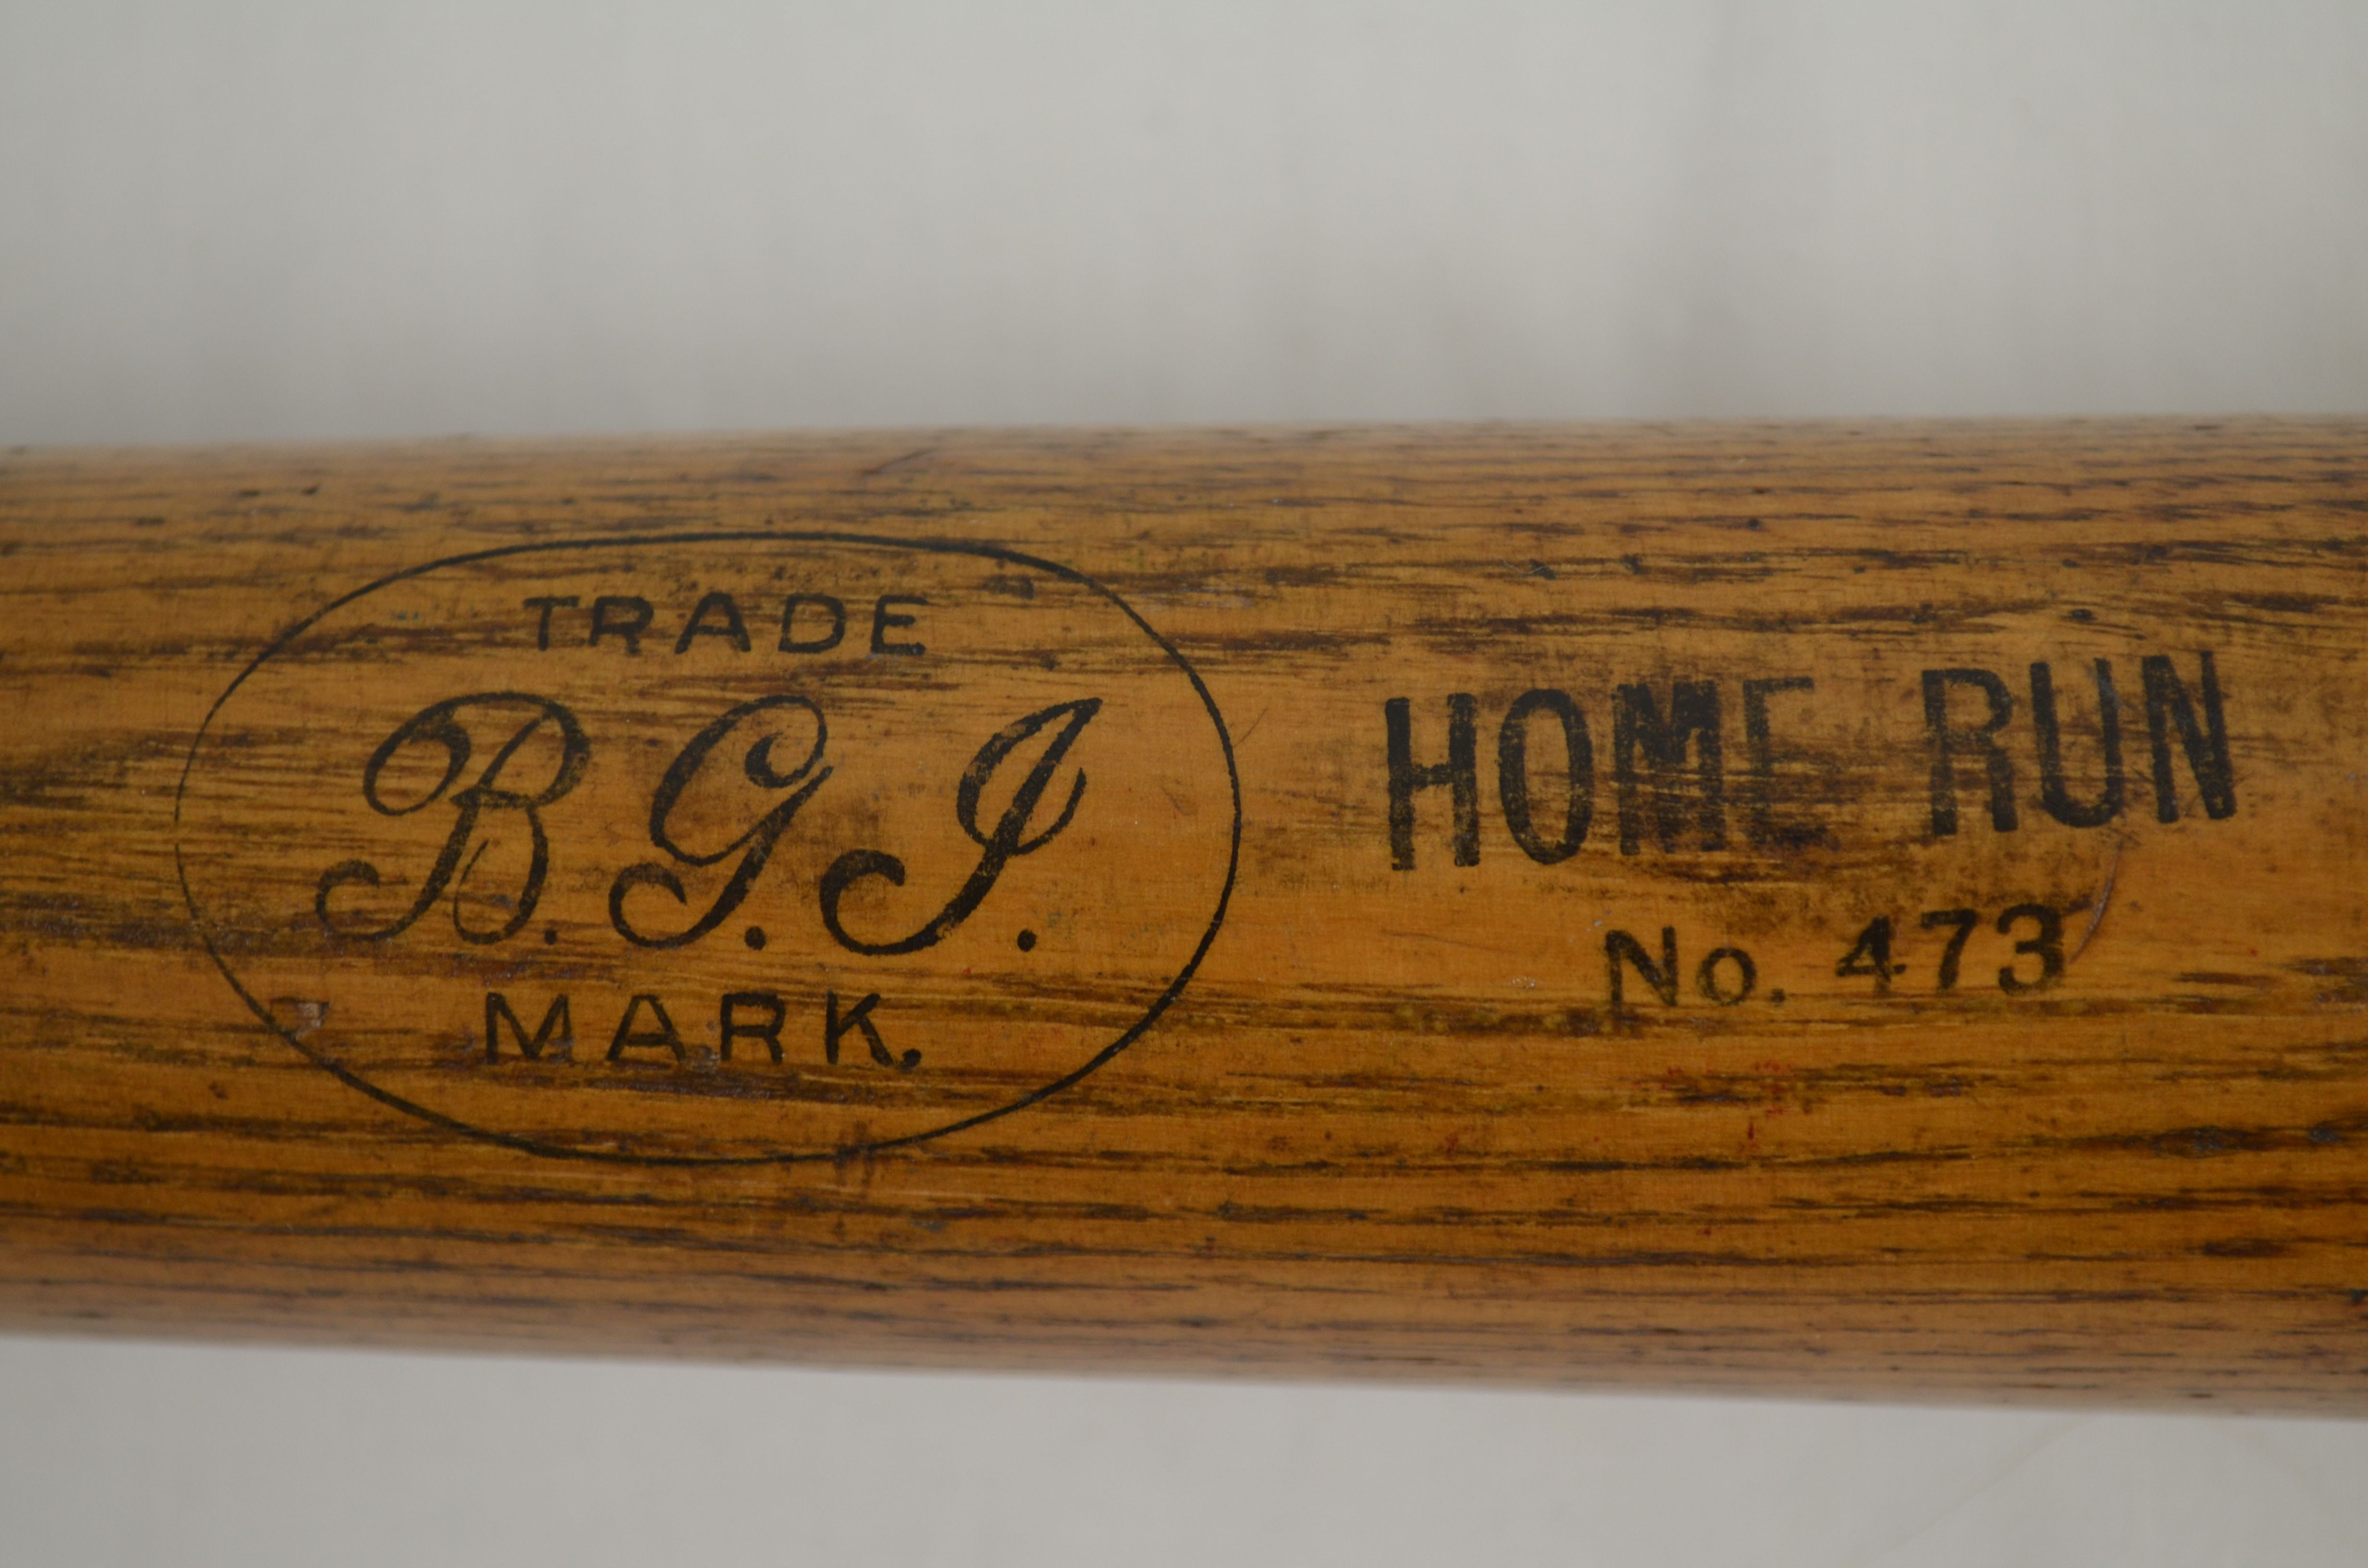 TRADE
B.G.I.
MARK.
HOME RUN
No. 473